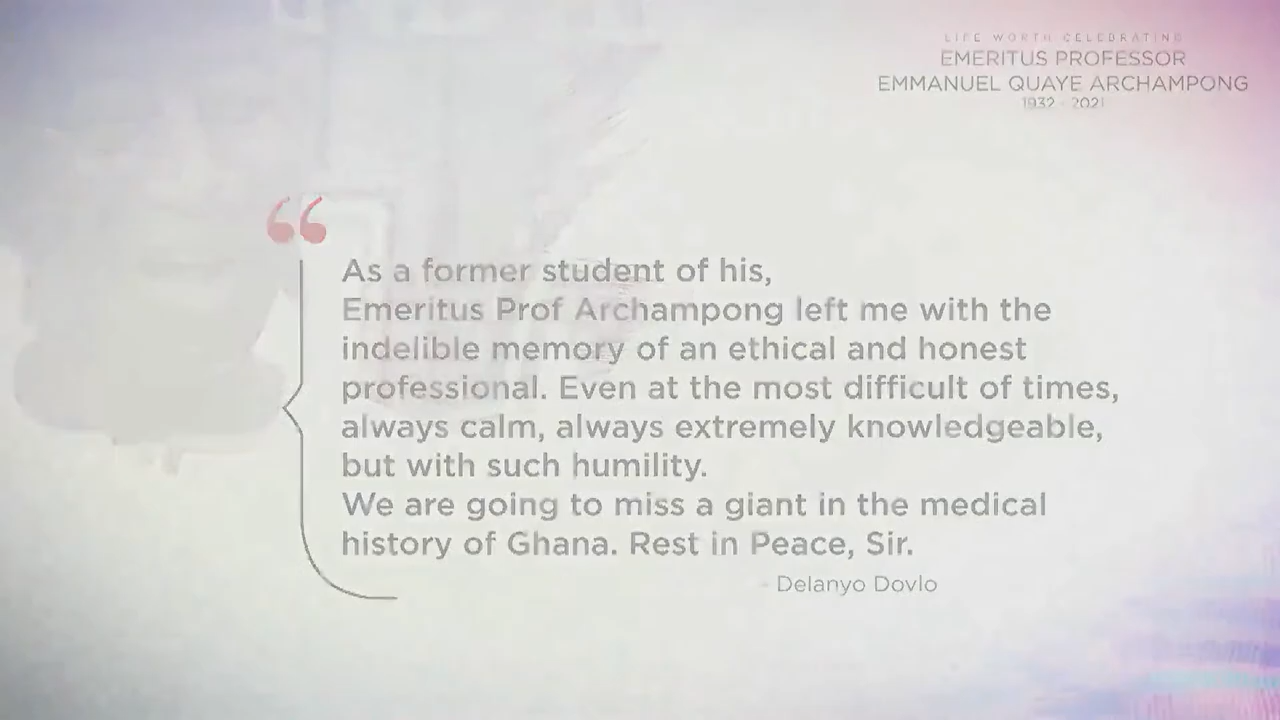 LIFE WORTH CELEBRATING
EMERITUS PROFESSOR
EMMANUEL QUAYE ARCHAMPONG
1932 - 2021
“
As a former student of his,
Emeritus Prof Archampong left me with the
indelible memory of an ethical and honest
professional. Even at the most difficult of times,
always calm, always extremely knowledgeable,
but with such humility.
We are going to miss a giant in the medical
history of Ghana. Rest in Peace, Sir.
- Delanyo Dovlo